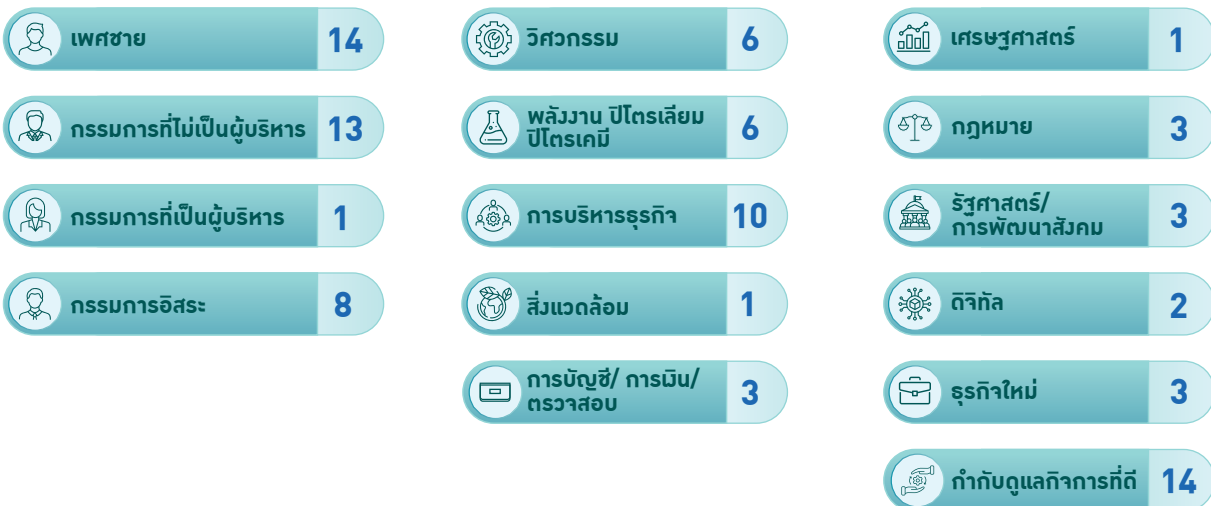 เพศชาย 14
กรรมการที่ไม่เป็นผู้บริหาร 13
กรรมการที่เป็นผู้บริหาร 1
กรรมการอิสระ 8
วิศวกรรม 6
พลังงาน ปิโตรเลียม
ปิโตรเคมี 6
การบริหารธุรกิจ 10
สิ่งแวดล้อม 1
การบัญชี/ การเงิน/
ตรวจสอบ 3
เศรษฐศาสตร์ 1
กฎหมาย 3
รัฐศาสตร์/
การพัฒนาสังคม 3
ดิจิทัล 2
ธุรกิจใหม่ 3
กำกับดูแลกิจการที่ดี 14